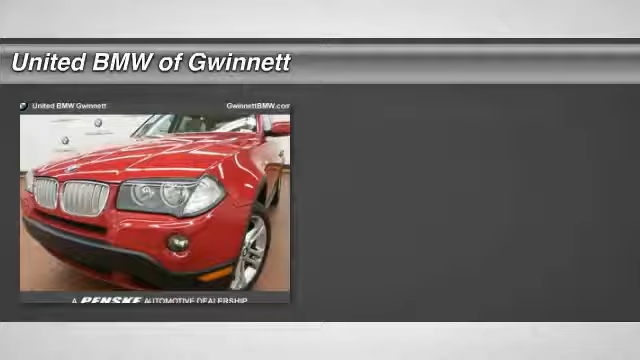 United BMW of Gwinnett
United BMW Gwinnett
GwinnettBMW.com
A PENSKE AUTOMOTIVE DEALERSHIP